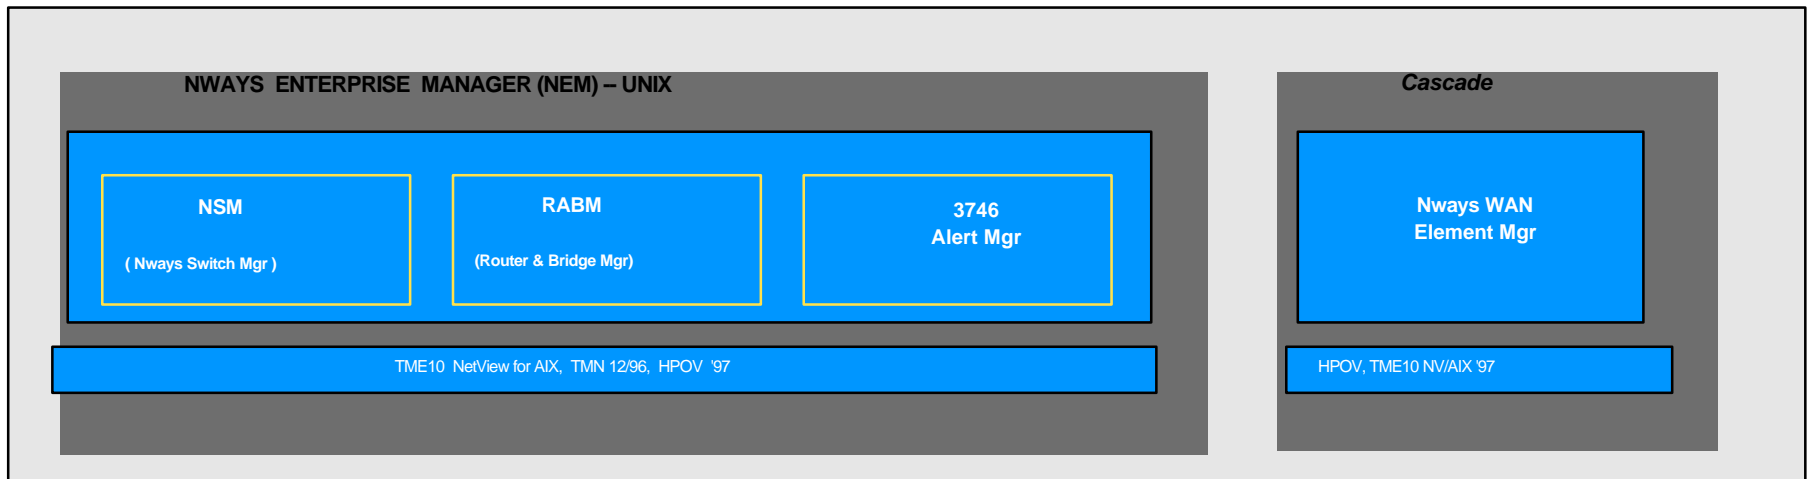 NWAYS ENTERPRISE MANAGER (NEM) – UNIX
Cascade
NSM
( Nways Switch Mgr )
RABM
(Router & Bridge Mgr)
3746
Alert Mgr
Nways WAN
Element Mgr
TME10 NetView for AIX, TMN 12/96, HPOV '97
HPOV, TME10 NV/AIX '97